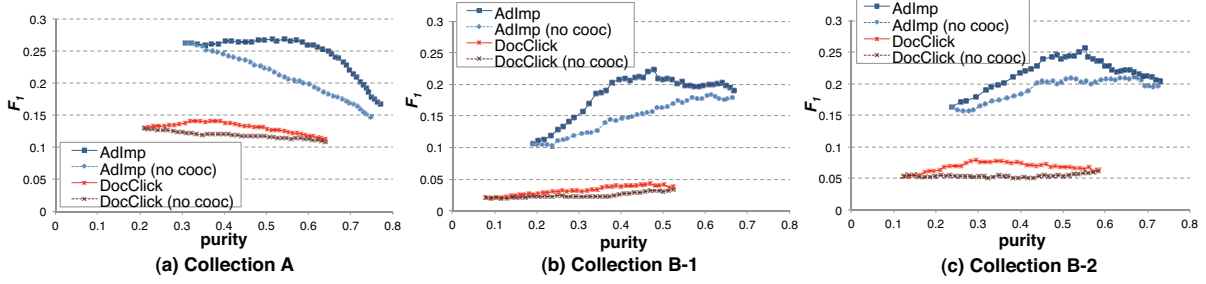 0.3
0.25
0.2
0.15
0.1
0.05
0
F1
AdImp
AdImp (no cooc)
DocClick
DocClick (no cooc)
0 0.1 0.2 0.3 0.4 0.5 0.6 0.7 0.8
purity
(a) Collection A
0.3
0.25
0.2
0.15
0.1
0.05
0
F1
AdImp
AdImp (no cooc)
DocClick
DocClick (no cooc)
0 0.1 0.2 0.3 0.4 0.5 0.6 0.7 0.8
purity
(b) Collection B-1
0.3
0.25
0.2
0.15
0.1
0.05
0
F1
AdImp
AdImp (no cooc)
DocClick
DocClick (no cooc)
0 0.1 0.2 0.3 0.4 0.5 0.6 0.7 0.8
purity
(c) Collection B-2